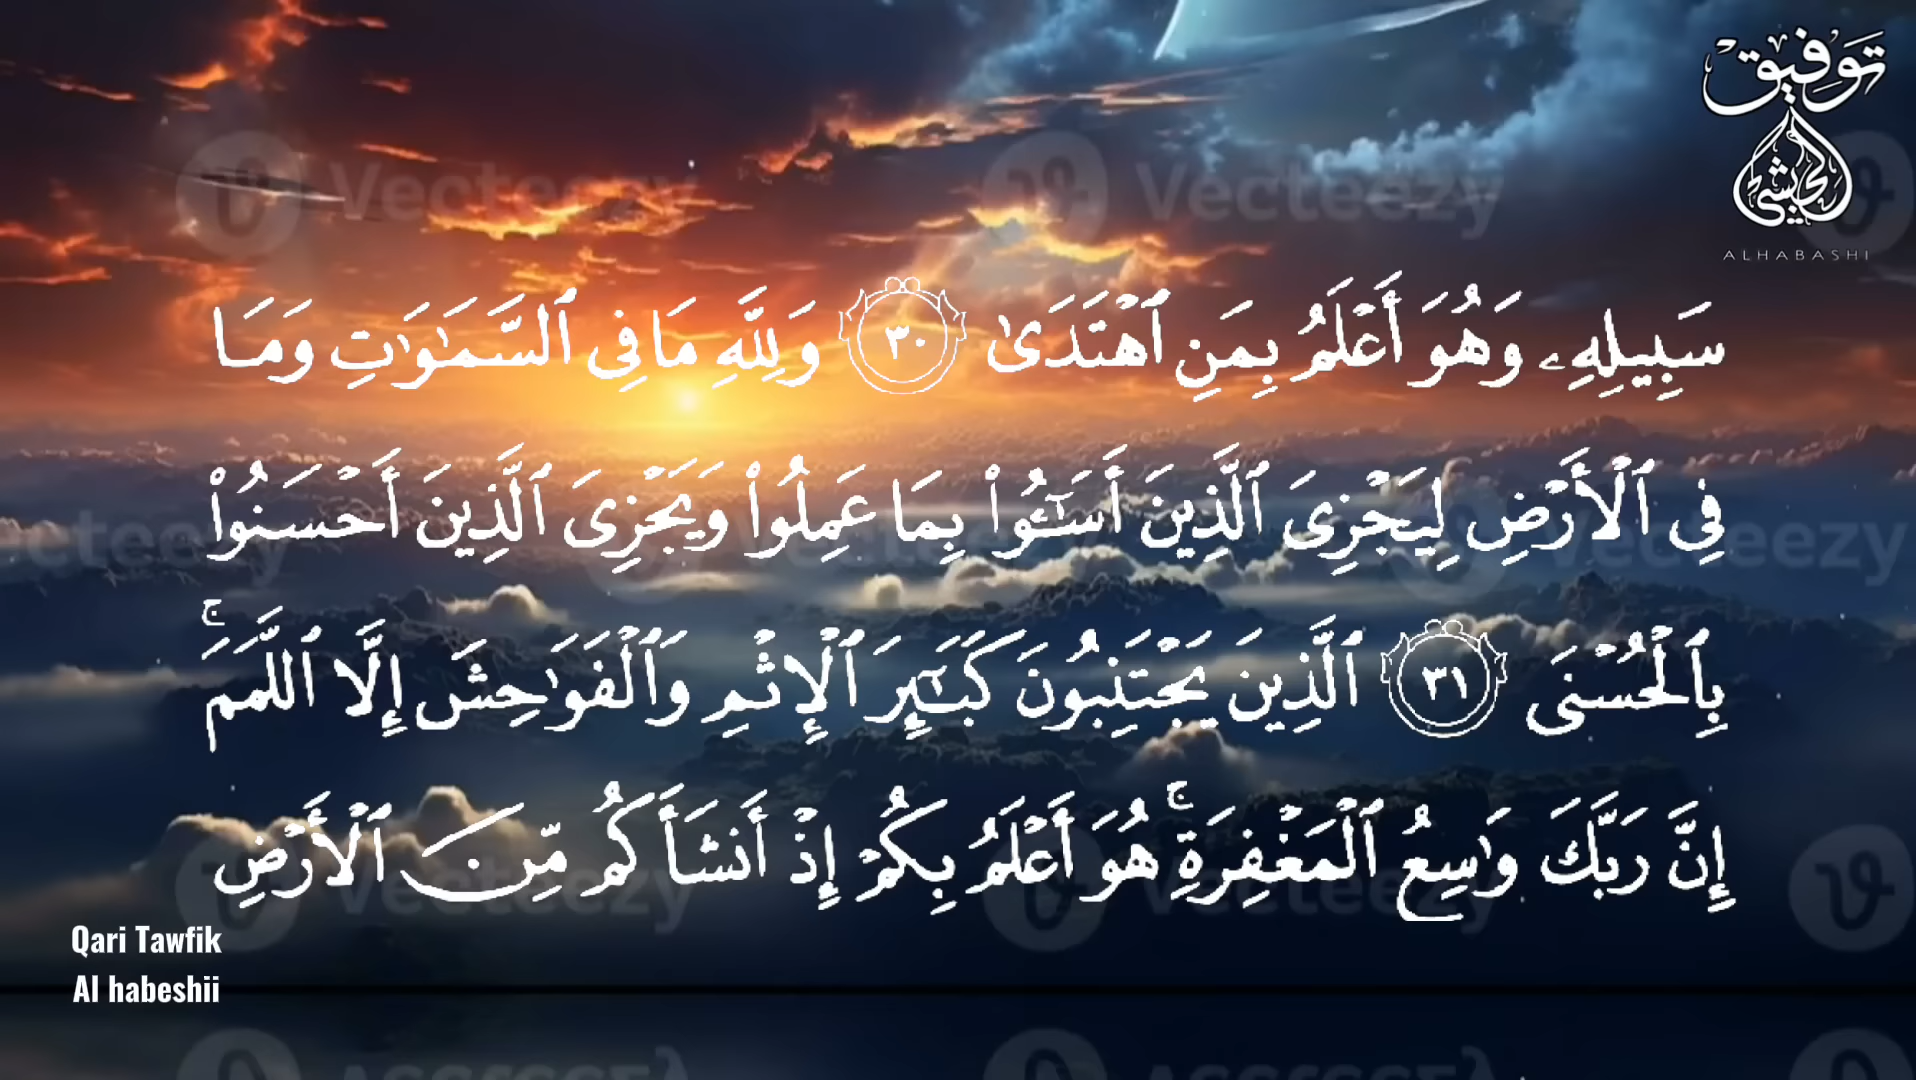 توفيق
الحبشي
ALHABASHI
سَبِيلِهِۦ وَهُوَ أَعْلَمُ بِمَنِ ٱهْتَدَىٰ ٣٠ وَلِلَّهِ مَا فِي ٱلسَّمَٰوَٰتِ وَمَا
فِي ٱلْأَرْضِ لِيَجْزِيَ ٱلَّذِينَ أَسَٰٓـُٔوا۟ بِمَا عَمِلُوا۟ وَيَجْزِيَ ٱلَّذِينَ أَحْسَنُوا۟
بِٱلْحُسْنَى ٣١ ٱلَّذِينَ يَجْتَنِبُونَ كَبَٰٓئِرَ ٱلْإِثْمِ وَٱلْفَوَٰحِشَ إِلَّا ٱللَّمَمَ ۚ
إِنَّ رَبَّكَ وَٰسِعُ ٱلْمَغْفِرَةِ ۚ هُوَ أَعْلَمُ بِكُمْ إِذْ أَنشَأَكُم مِّنَ ٱلْأَرْضِ
Qari Tawfik
Al habeshii
Vecteezy